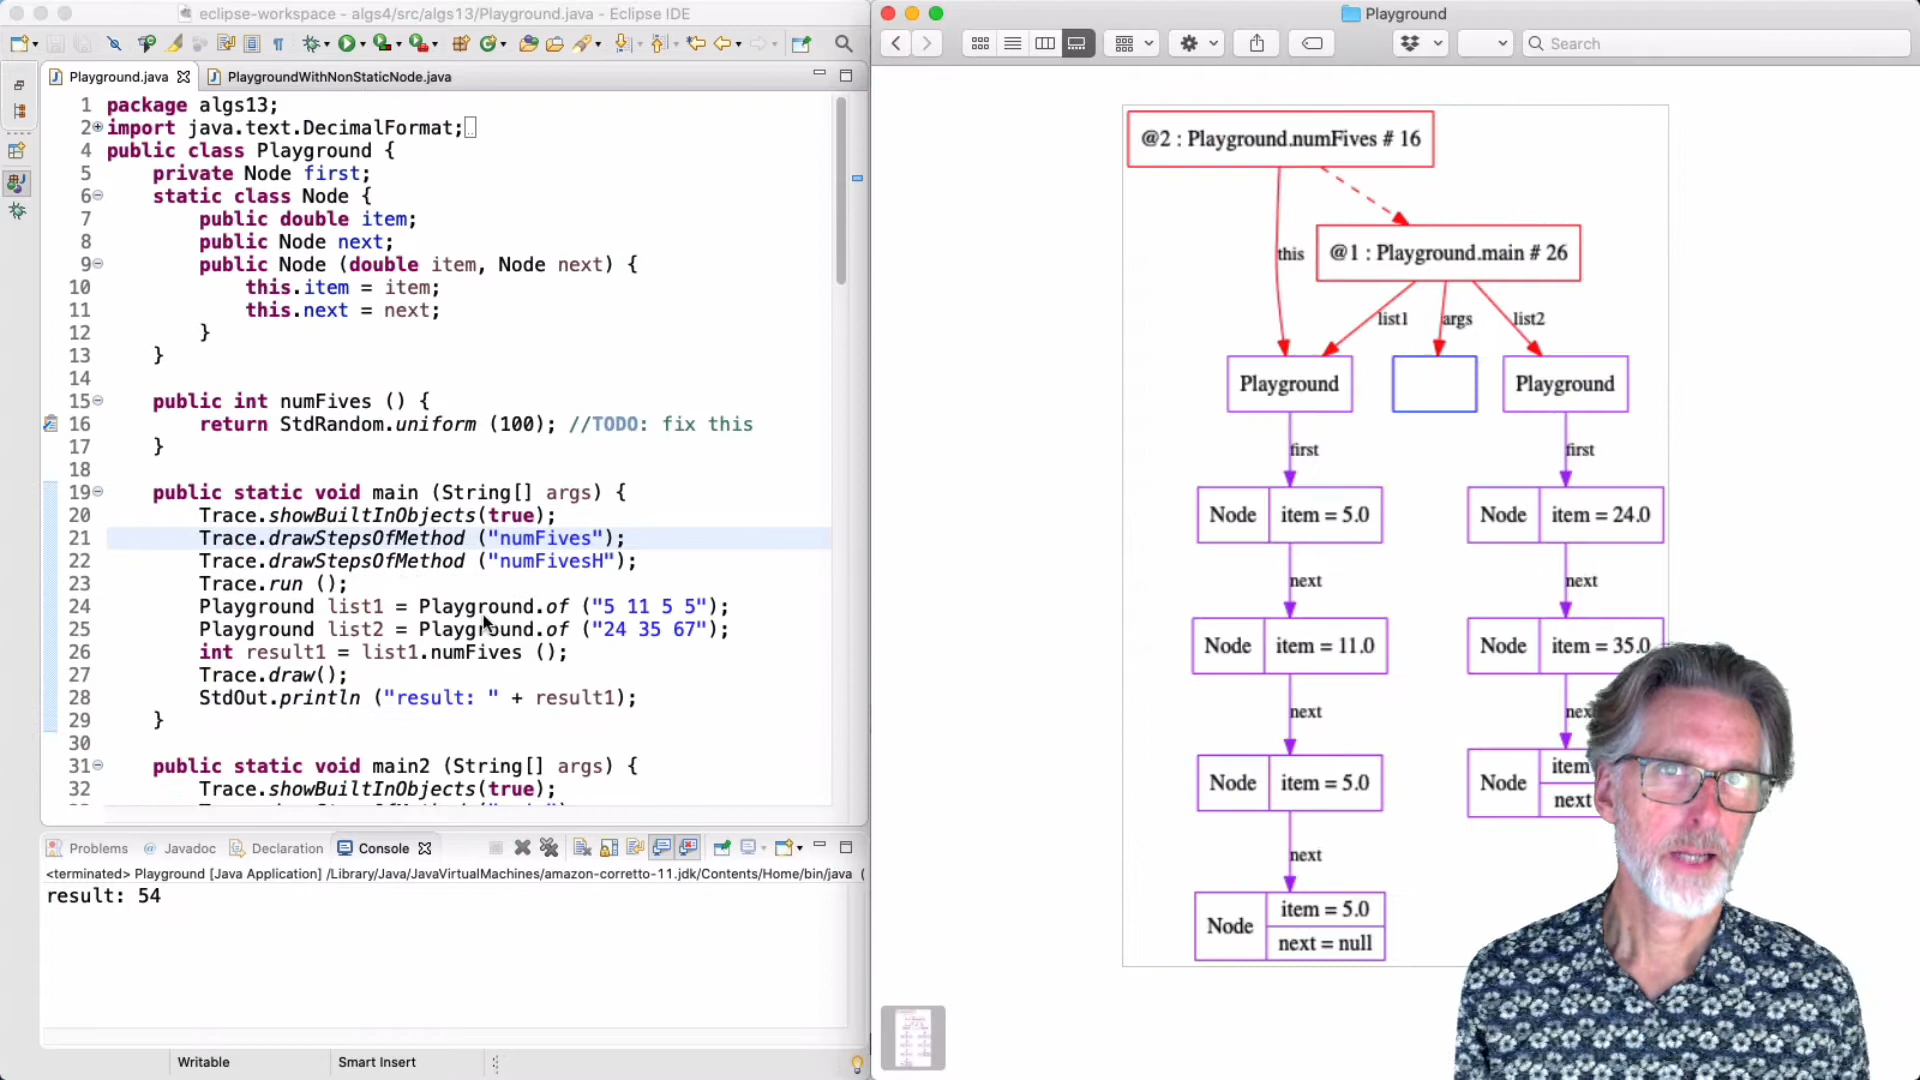 eclipse-workspace - algs4/src/algs13/Playground.java - Eclipse IDE
Playground.java
PlaygroundWithNonStaticNode.java
1 package algs13;
2 import java.text.DecimalFormat;
4 public class Playground {
5 private Node first;
6 static class Node {
7 public double item;
8 public Node next;
9 public Node (double item, Node next) {
10 this.item = item;
11 this.next = next;
12 }
13 }
14
15 public int numFives () {
16 return StdRandom.uniform (100); //TODO: fix this
17 }
18
19 public static void main (String[] args) {
20 Trace.showBuiltInObjects(true);
21 Trace.drawStepsOfMethod ("numFives");
22 Trace.drawStepsOfMethod ("numFivesH");
23 Trace.run ();
24 Playground list1 = Playground.of ("5 11 5 5");
25 Playground list2 = Playground.of ("24 35 67");
26 int result1 = list1.numFives ();
27 Trace.draw();
28 StdOut.println ("result: " + result1);
29 }
30
31 public static void main2 (String[] args) {
32 Trace.showBuiltInObjects(true);
Problems
Javadoc
Declaration
Console
<terminated> Playground [Java Application] /Library/Java/JavaVirtualMachines/amazon-corretto-11.jdk/Contents/Home/bin/java (
result: 54
Writable
Smart Insert
Playground
Search
@2 : Playground.numFives # 16
this
@1 : Playground.main # 26
list1
args
list2
Playground
Playground
first
first
Node item = 5.0
Node item = 24.0
next
next
Node item = 11.0
Node item = 35.0
next
next
Node item = 5.0
Node item
next
next
Node item = 5.0
next = null